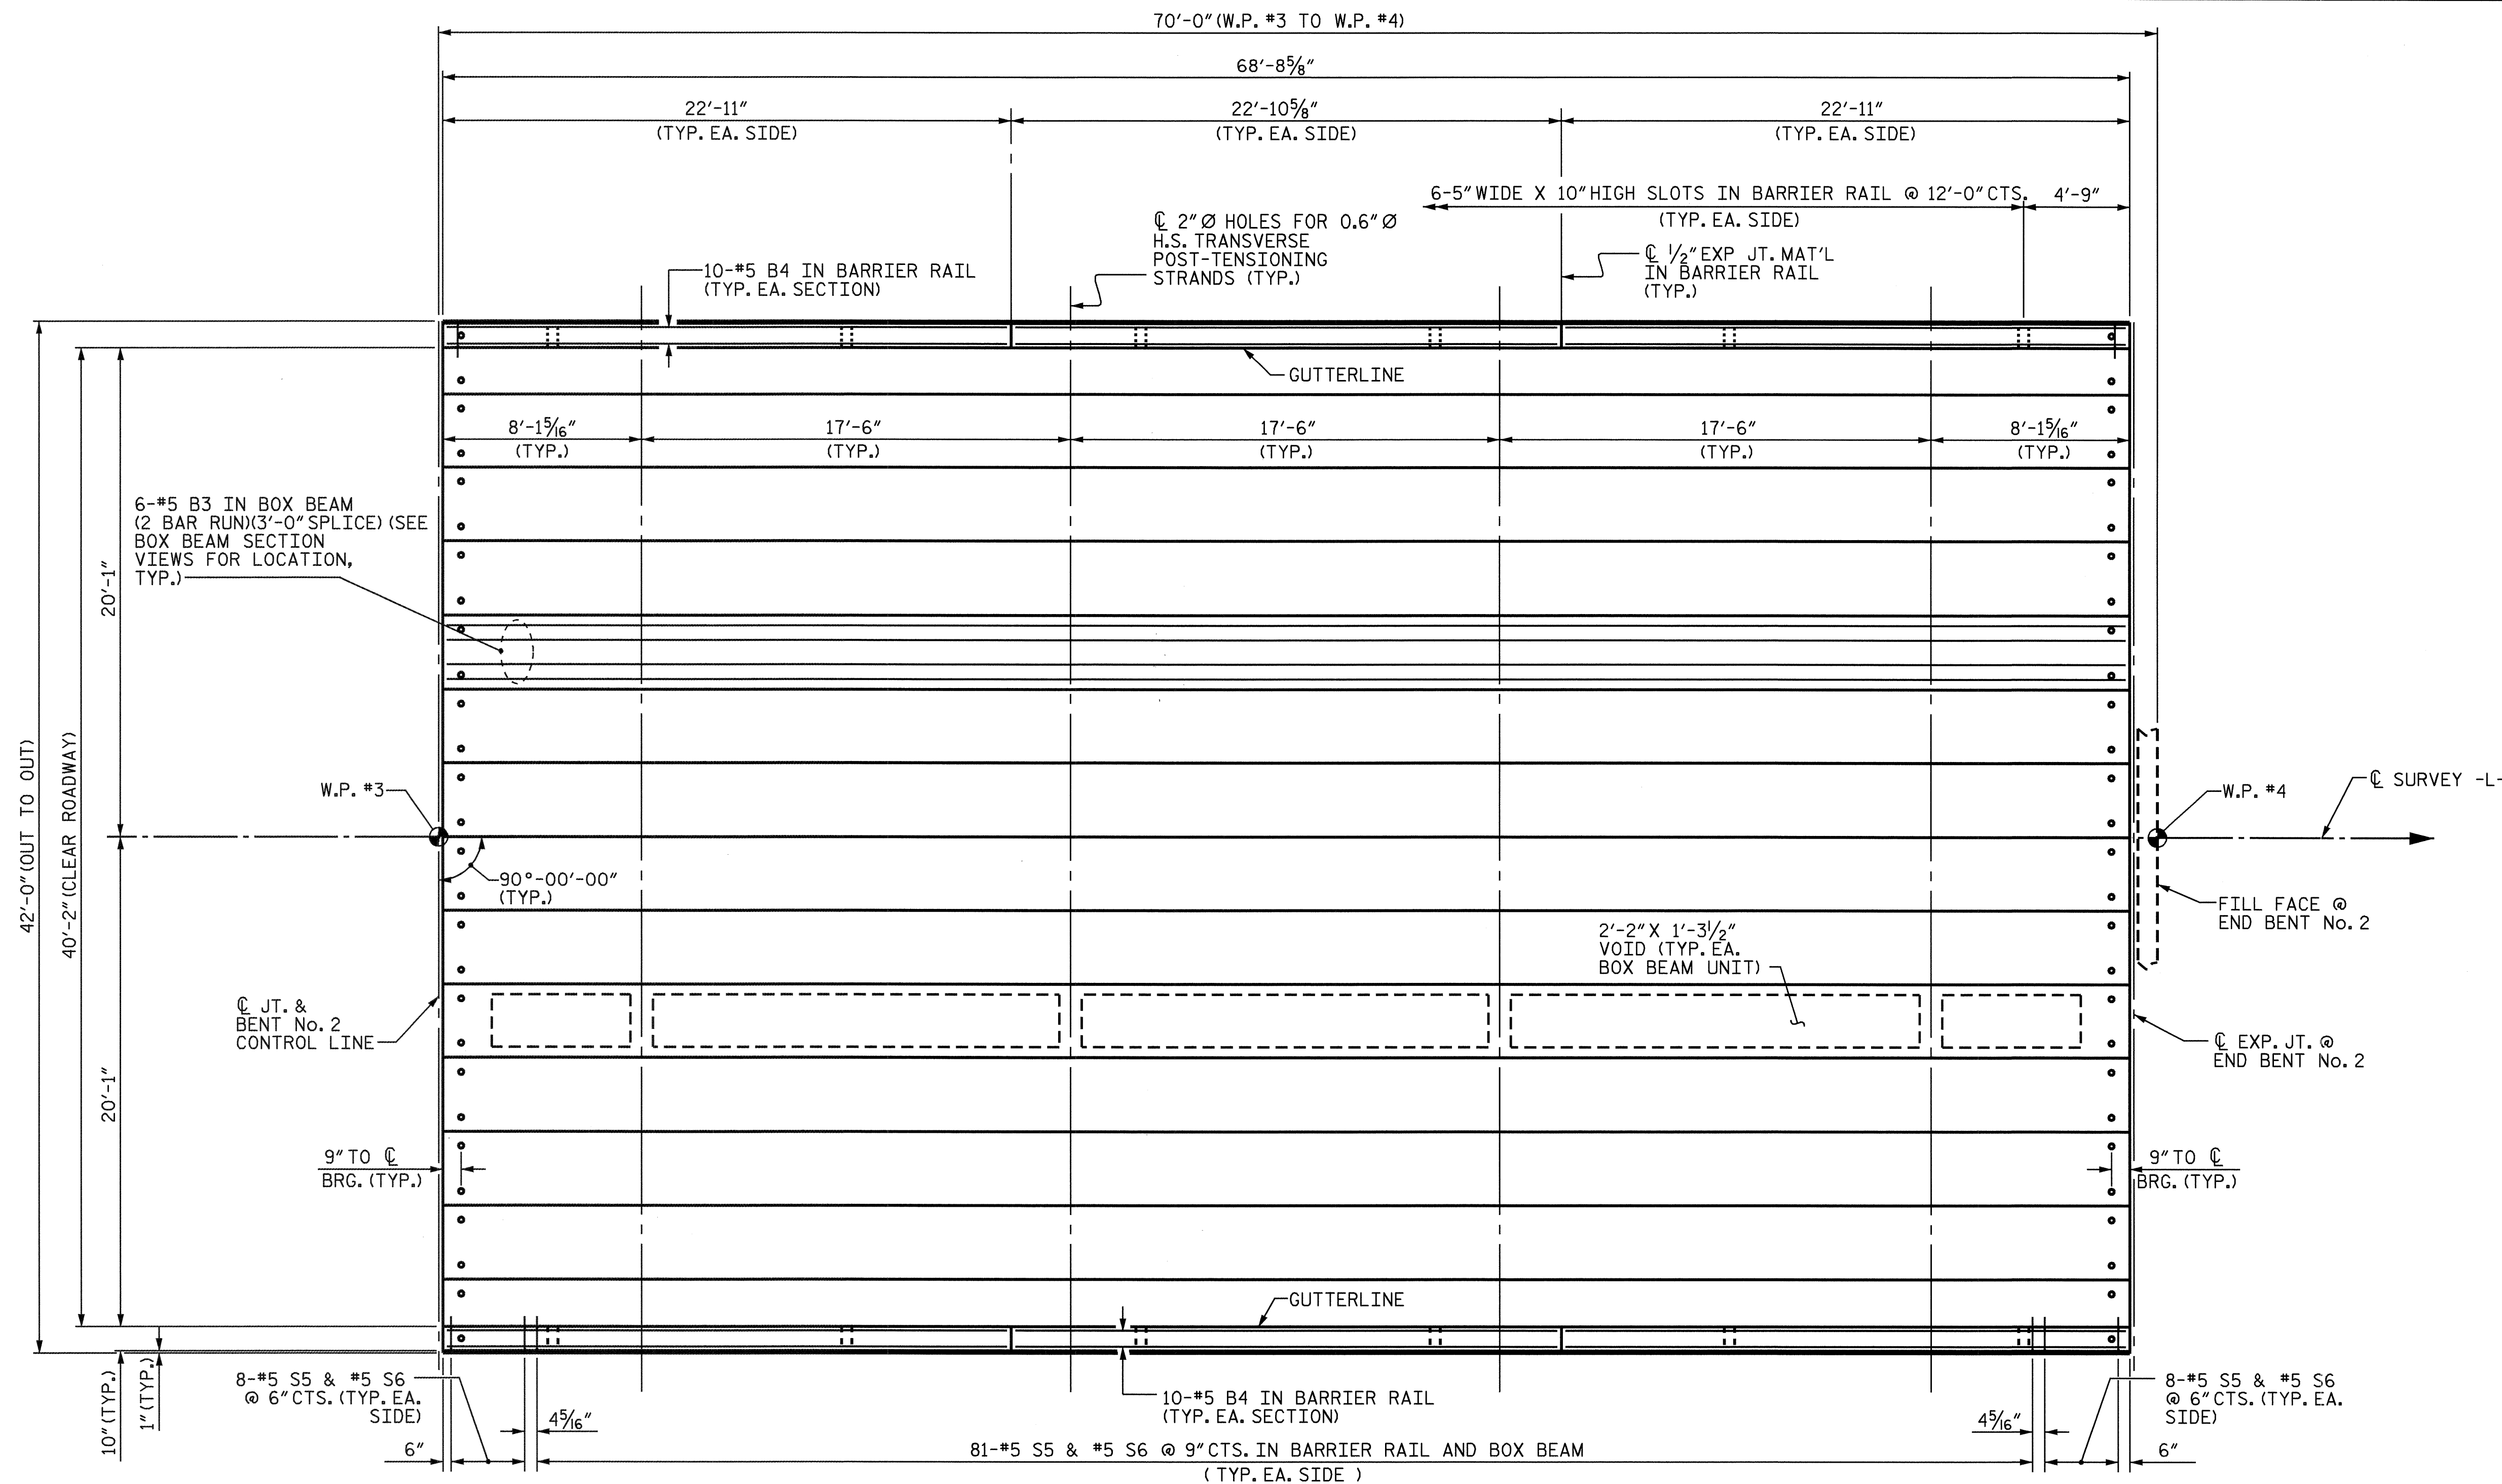 70'-0" (W.P. #3 TO W.P. #4)
68'-8⅝"
22'-11"
(TYP. EA. SIDE)
22'-10⅝"
(TYP. EA. SIDE)
22'-11"
(TYP. EA. SIDE)
6-5" WIDE X 10" HIGH SLOTS IN BARRIER RAIL @ 12'-0" CTS.
(TYP. EA. SIDE)
4'-9"
℄ 2" Ø HOLES FOR 0.6" Ø
H.S. TRANSVERSE
POST-TENSIONING
STRANDS (TYP.)
℄ ½" EXP JT. MAT'L
IN BARRIER RAIL
(TYP.)
10-#5 B4 IN BARRIER RAIL
(TYP. EA. SECTION)
GUTTERLINE
8'-1⁵⁄₁₆"
(TYP.)
17'-6"
(TYP.)
17'-6"
(TYP.)
17'-6"
(TYP.)
8'-1⁵⁄₁₆"
(TYP.)
6-#5 B3 IN BOX BEAM
(2 BAR RUN)(3'-0" SPLICE) (SEE
BOX BEAM SECTION
VIEWS FOR LOCATION,
TYP.)
20'-1"
42'-0" (OUT TO OUT)
40'-2" (CLEAR ROADWAY)
W.P. #3
90°-00'-00"
(TYP.)
W.P. #4
℄ SURVEY -L-
FILL FACE @
END BENT No. 2
2'-2" X 1'-3½"
VOID (TYP. EA.
BOX BEAM UNIT)
℄ JT. &
BENT No. 2
CONTROL LINE
℄ EXP. JT. @
END BENT No. 2
20'-1"
9" TO ℄
BRG. (TYP.)
9" TO ℄
BRG. (TYP.)
GUTTERLINE
10" (TYP.)
1" (TYP.)
8-#5 S5 & #5 S6
@ 6" CTS. (TYP. EA.
SIDE)
4⁵⁄₁₆"
6"
10-#5 B4 IN BARRIER RAIL
(TYP. EA. SECTION)
81-#5 S5 & #5 S6 @ 9" CTS. IN BARRIER RAIL AND BOX BEAM
( TYP. EA. SIDE )
4⁵⁄₁₆"
8-#5 S5 & #5 S6
@ 6" CTS. (TYP. EA.
SIDE)
6"